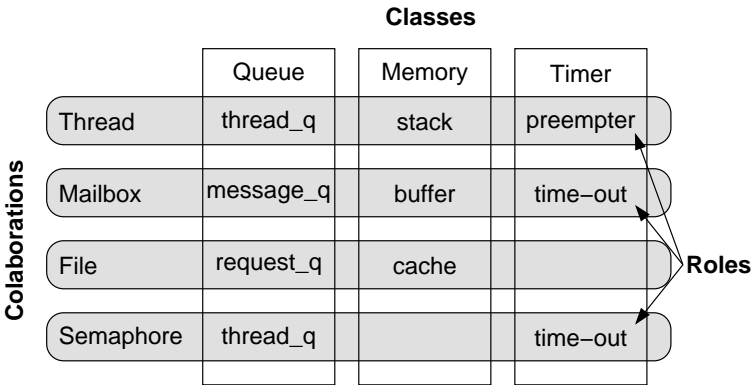 Classes
Queue Memory Timer
Thread thread_q stack preempter
Mailbox message_q buffer time−out
File request_q cache
Semaphore thread_q time−out
Colaborations
Roles